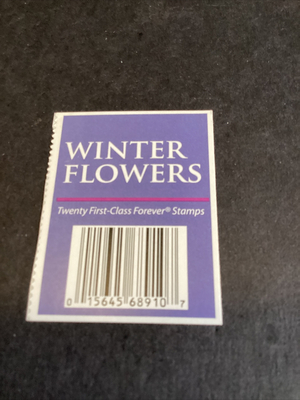 WINTER
FLOWERS
Twenty First-Class Forever® Stamps
0 15645 68910 7